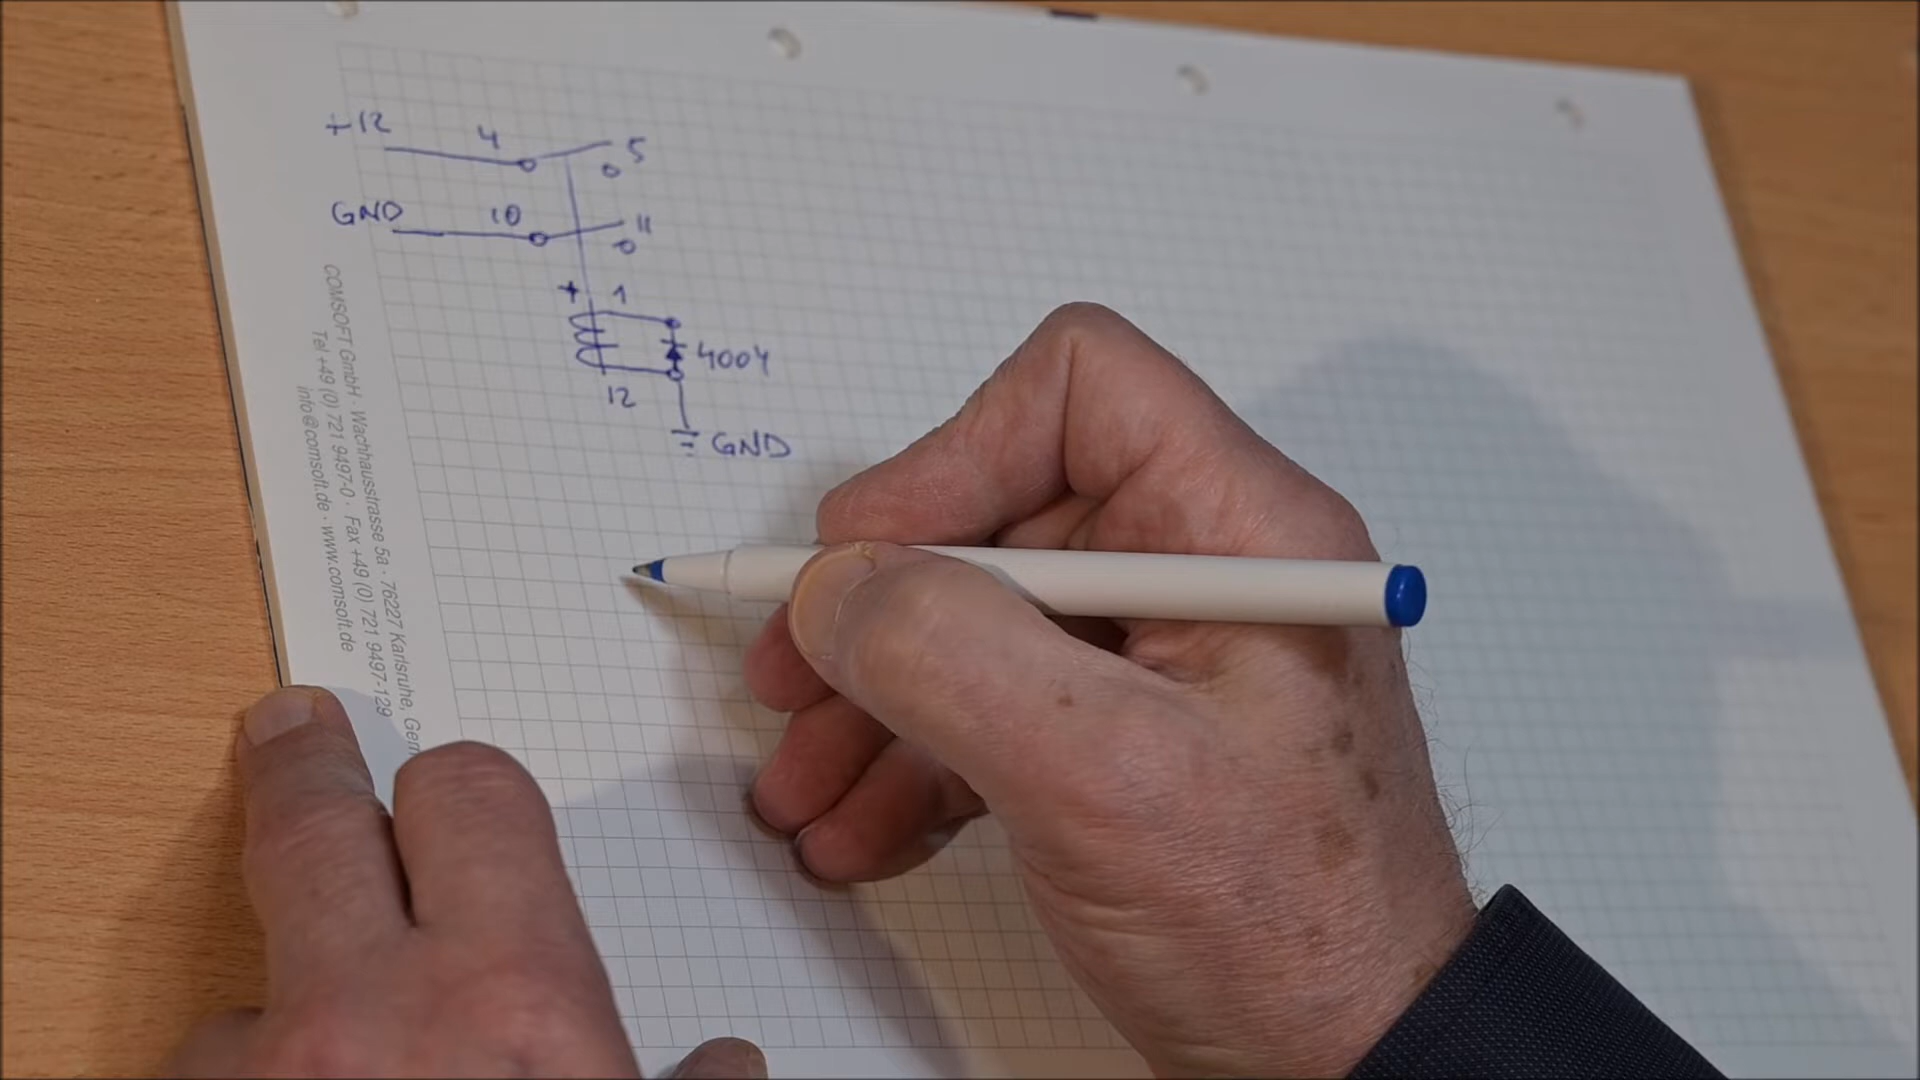 +12
4
5
GND
10
11
+ 1
4004
12
GND
COMSOFT GmbH · Wachhausstrasse 5a · 76227 Karlsruhe, Germ
Tel +49 (0) 721 9497-0 · Fax +49 (0) 721 9497-129
info@comsoft.de · www.comsoft.de